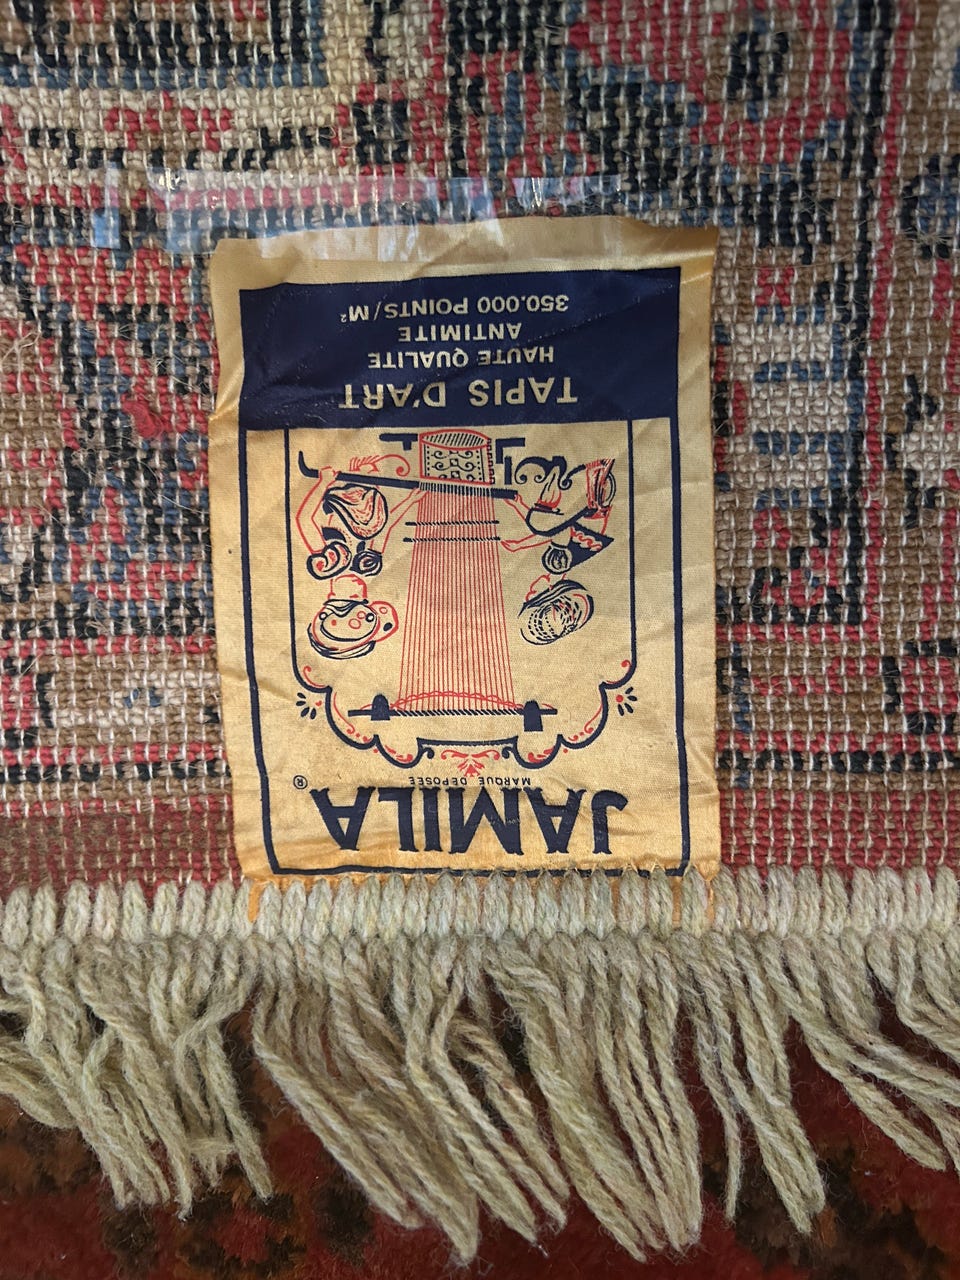 JAMILA ®
MARQUE DEPOSEE
TAPIS D'ART
HAUTE QUALITE
ANTIMITE
350.000 POINTS/M²